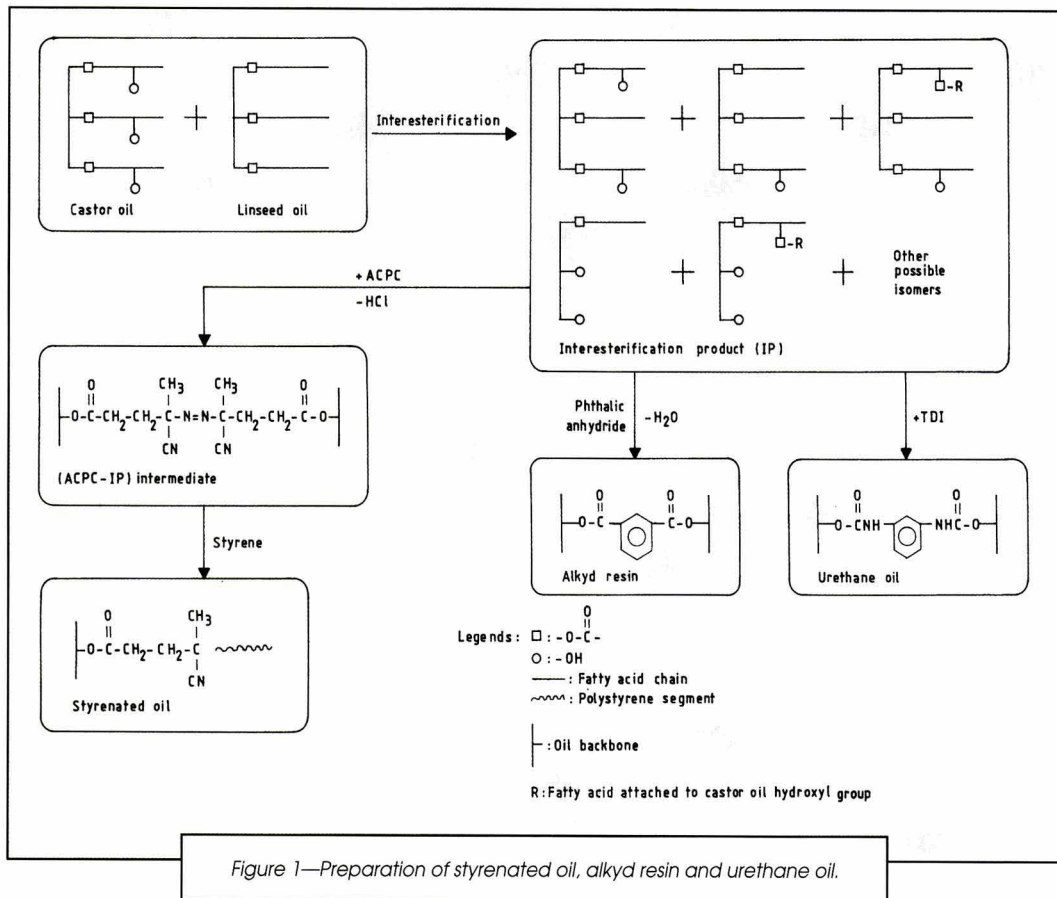 Castor oil
Linseed oil
Interesterification
-R
-R
Other
possible
isomers
Interesterification product (IP)
+ ACPC
-HCl
O CH3 CH3 O
-O-C-CH2-CH2-C-N=N-C-CH2-CH2-C-O-
CN CN
(ACPC-IP) intermediate
Phthalic
anhydride
-H2O
+TDI
O O
-O-C C-O-
Alkyd resin
O O
-O-CNH NHC-O-
Urethane oil
Styrene
O CH3
-O-C-CH2-CH2-C
CN
Styrenated oil
O
Legends: □ : -O-C-
○ : -OH
—— : Fatty acid chain
: Polystyrene segment
: Oil backbone
R: Fatty acid attached to castor oil hydroxyl group
Figure 1—Preparation of styrenated oil, alkyd resin and urethane oil.